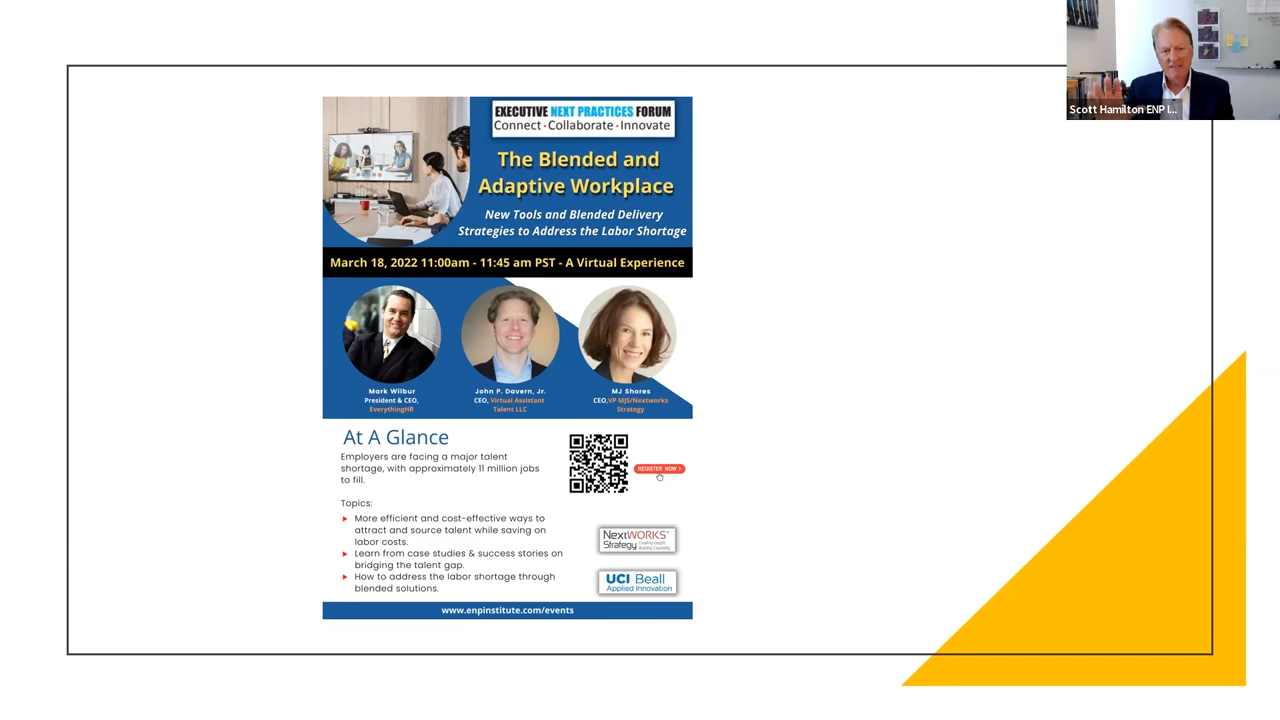 Scott Hamilton ENP I...
EXECUTIVE NEXT PRACTICES FORUM
Connect·Collaborate·Innovate
The Blended and
Adaptive Workplace
New Tools and Blended Delivery
Strategies to Address the Labor Shortage
March 18, 2022 11:00am - 11:45 am PST - A Virtual Experience
Mark Wilbur
President & CEO,
EverythingHR
John P. Davern, Jr.
CEO, Virtual Assistant
Talent LLC
MJ Shores
CEO,VP MJS/Nextworks
Strategy
At A Glance
Employers are facing a major talent
shortage, with approximately 11 million jobs
to fill.
REGISTER NOW
Topics:
More efficient and cost-effective ways to
attract and source talent while saving on
labor costs.
Learn from case studies & success stories on
bridging the talent gap.
How to address the labor shortage through
blended solutions.
NextWORKS
Strategy
Creating Insight.
Building Capability.
UCI Beall
Applied Innovation
www.enpinstitute.com/events